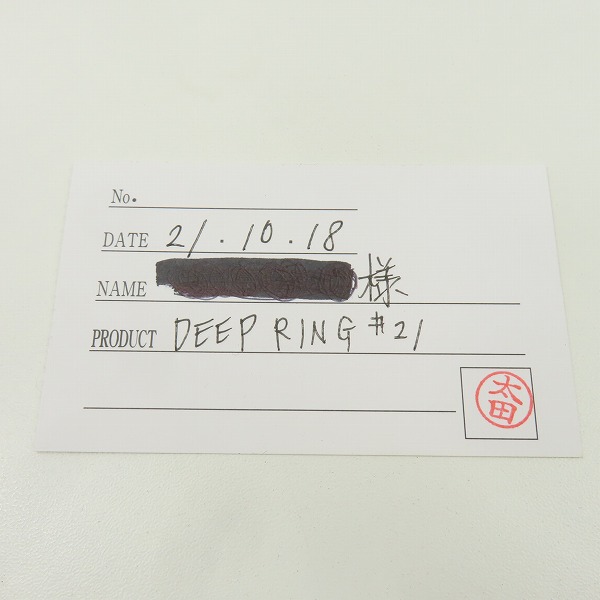 No.
DATE 21.10.18
NAME 様
PRODUCT DEEP RING #21
太田